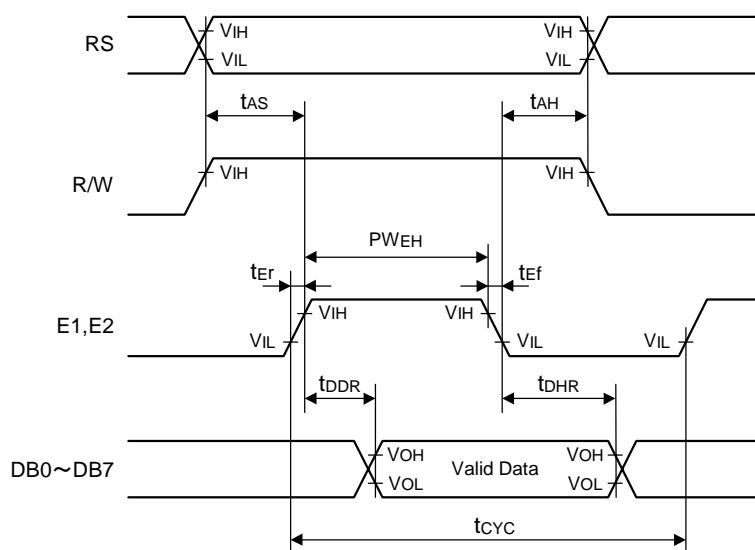 RS
VIH
VIH
VIL
VIL
tAS
tAH
R/W
VIH
VIH
PWEH
tEr
tEf
E1,E2
VIH
VIH
VIL
VIL
VIL
tDDR
tDHR
DB0～DB7
VOH
VOL
Valid Data
VOH
VOL
tCYC